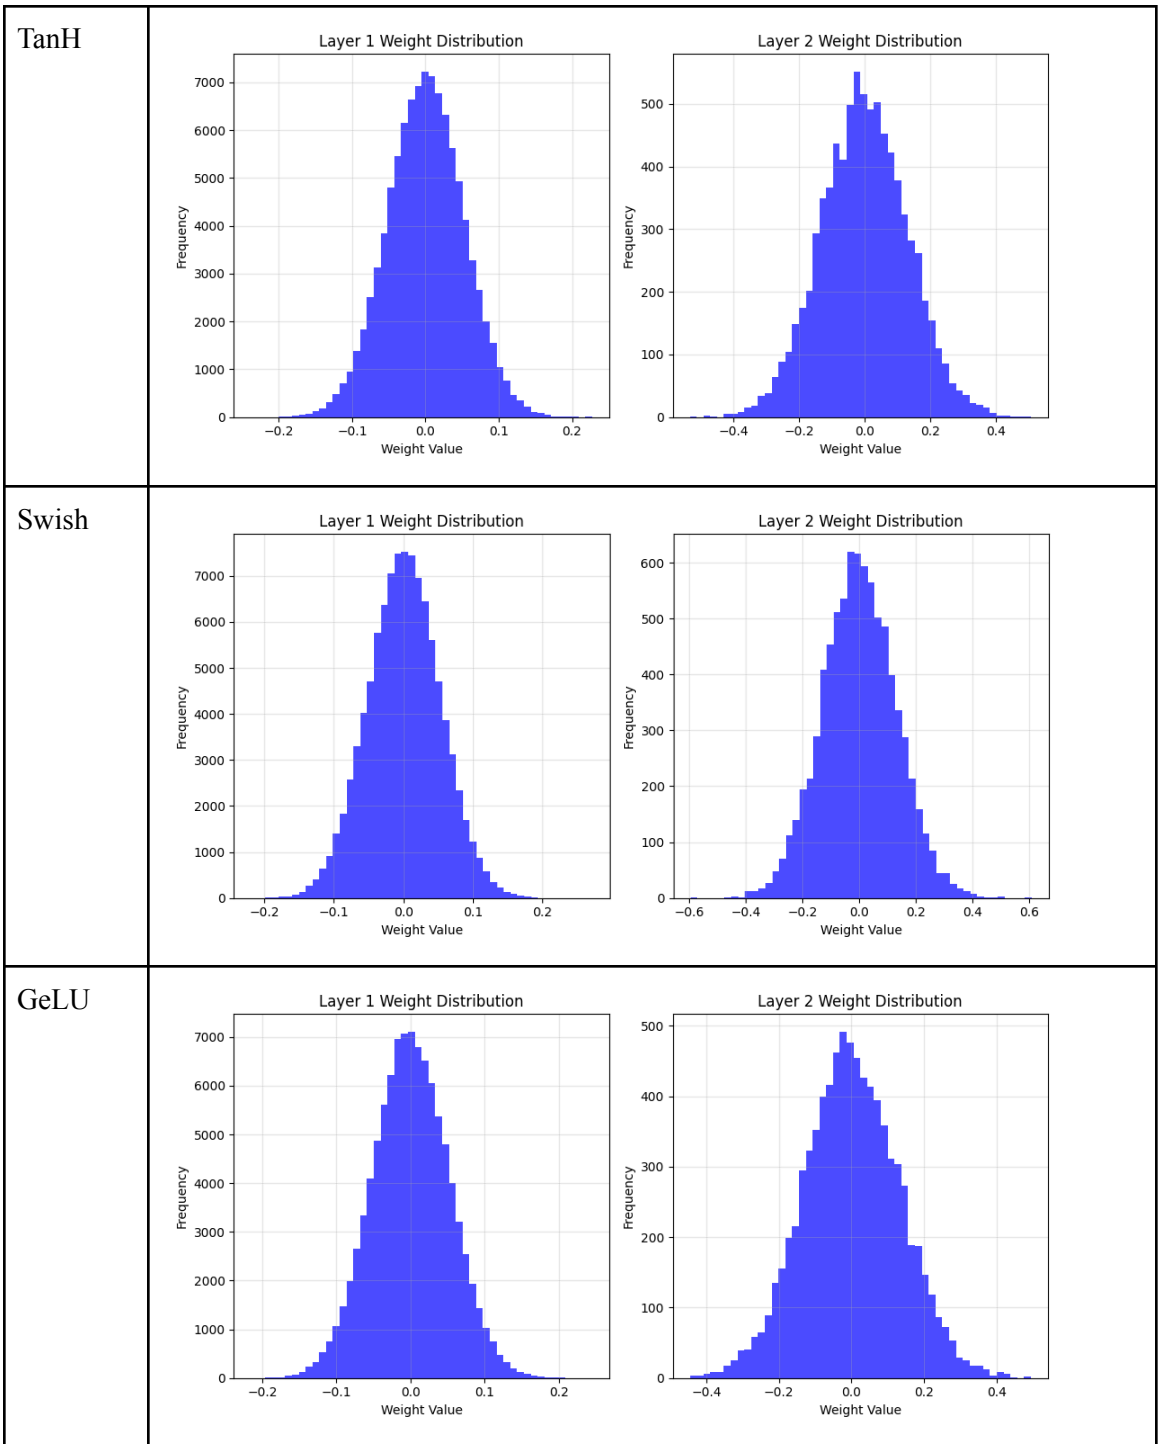 TanH
Layer 1 Weight Distribution
Frequency
7000
6000
5000
4000
3000
2000
1000
0
−0.2 −0.1 0.0 0.1 0.2
Weight Value
Layer 2 Weight Distribution
Frequency
500
400
300
200
100
0
−0.4 −0.2 0.0 0.2 0.4
Weight Value
Swish
Layer 1 Weight Distribution
Frequency
7000
6000
5000
4000
3000
2000
1000
0
−0.2 −0.1 0.0 0.1 0.2
Weight Value
Layer 2 Weight Distribution
Frequency
600
500
400
300
200
100
0
−0.6 −0.4 −0.2 0.0 0.2 0.4 0.6
Weight Value
GeLU
Layer 1 Weight Distribution
Frequency
7000
6000
5000
4000
3000
2000
1000
0
−0.2 −0.1 0.0 0.1 0.2
Weight Value
Layer 2 Weight Distribution
Frequency
500
400
300
200
100
0
−0.4 −0.2 0.0 0.2 0.4
Weight Value